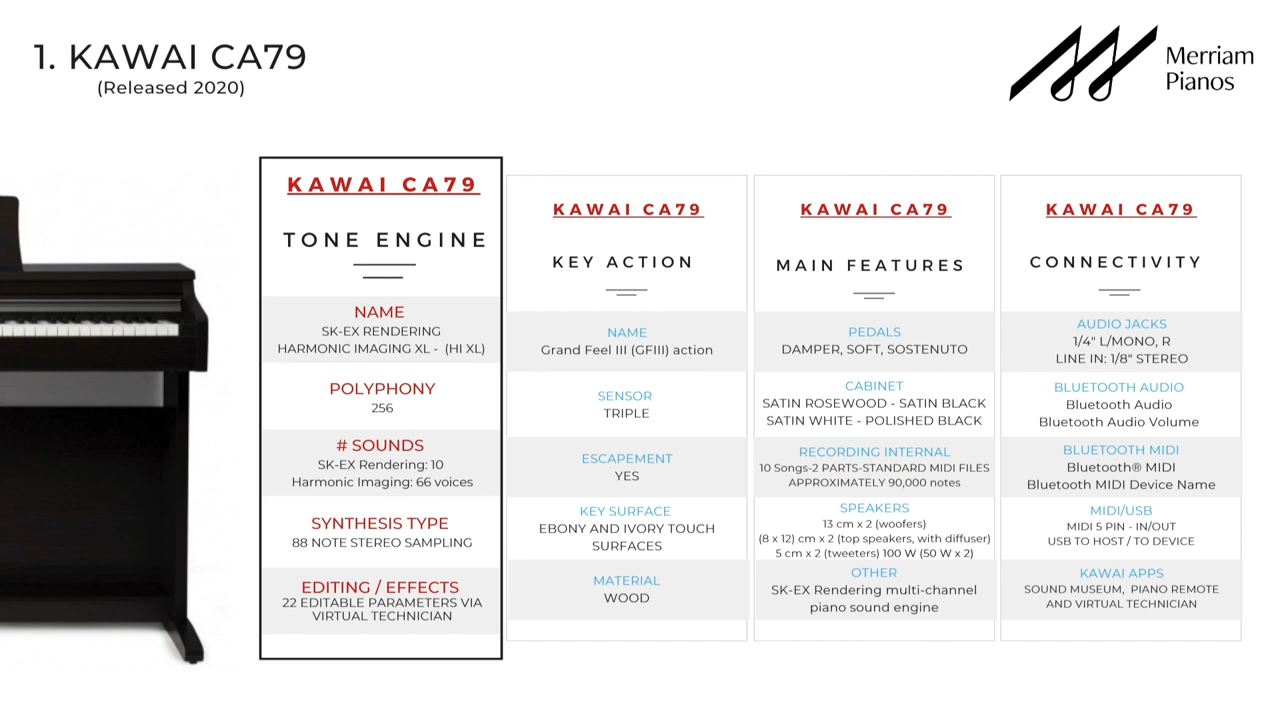 1. KAWAI CA79
(Released 2020)
Merriam
Pianos
KAWAI CA79
TONE ENGINE
NAME
SK-EX RENDERING
HARMONIC IMAGING XL - (HI XL)
POLYPHONY
256
# SOUNDS
SK-EX Rendering: 10
Harmonic Imaging: 66 voices
SYNTHESIS TYPE
88 NOTE STEREO SAMPLING
EDITING / EFFECTS
22 EDITABLE PARAMETERS VIA
VIRTUAL TECHNICIAN
KAWAI CA79
KEY ACTION
NAME
Grand Feel III (GFIII) action
SENSOR
TRIPLE
ESCAPEMENT
YES
KEY SURFACE
EBONY AND IVORY TOUCH
SURFACES
MATERIAL
WOOD
KAWAI CA79
MAIN FEATURES
PEDALS
DAMPER, SOFT, SOSTENUTO
CABINET
SATIN ROSEWOOD - SATIN BLACK
SATIN WHITE - POLISHED BLACK
RECORDING INTERNAL
10 Songs-2 PARTS-STANDARD MIDI FILES
APPROXIMATELY 90,000 notes
SPEAKERS
13 cm x 2 (woofers)
(8 x 12) cm x 2 (top speakers, with diffuser)
5 cm x 2 (tweeters) 100 W (50 W x 2)
OTHER
SK-EX Rendering multi-channel
piano sound engine
KAWAI CA79
CONNECTIVITY
AUDIO JACKS
1/4" L/MONO, R
LINE IN: 1/8" STEREO
BLUETOOTH AUDIO
Bluetooth Audio
Bluetooth Audio Volume
BLUETOOTH MIDI
Bluetooth® MIDI
Bluetooth MIDI Device Name
MIDI/USB
MIDI 5 PIN - IN/OUT
USB TO HOST / TO DEVICE
KAWAI APPS
SOUND MUSEUM, PIANO REMOTE
AND VIRTUAL TECHNICIAN